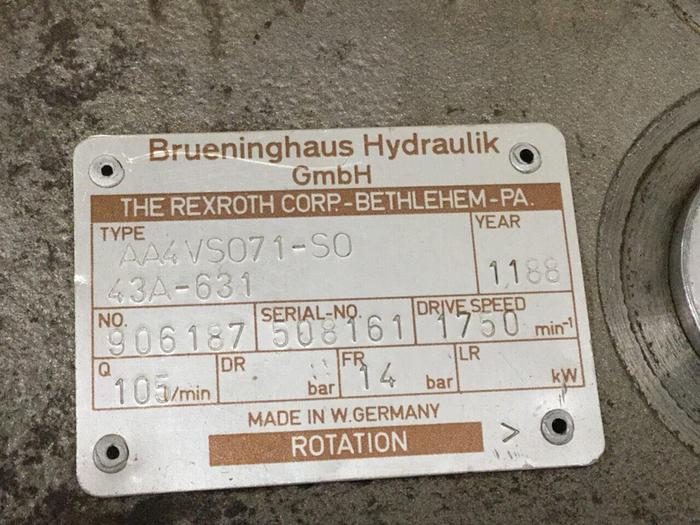 Brueninghaus Hydraulik
GmbH
THE REXROTH CORP.-BETHLEHEM-PA.
TYPE AA4VSO71-SO YEAR
43A-631 1188
NO. 906187 SERIAL-NO. 508161 DRIVE SPEED 1750 min-1
Q 105 l/min DR bar FR 14 bar LR kW
MADE IN W.GERMANY
ROTATION >